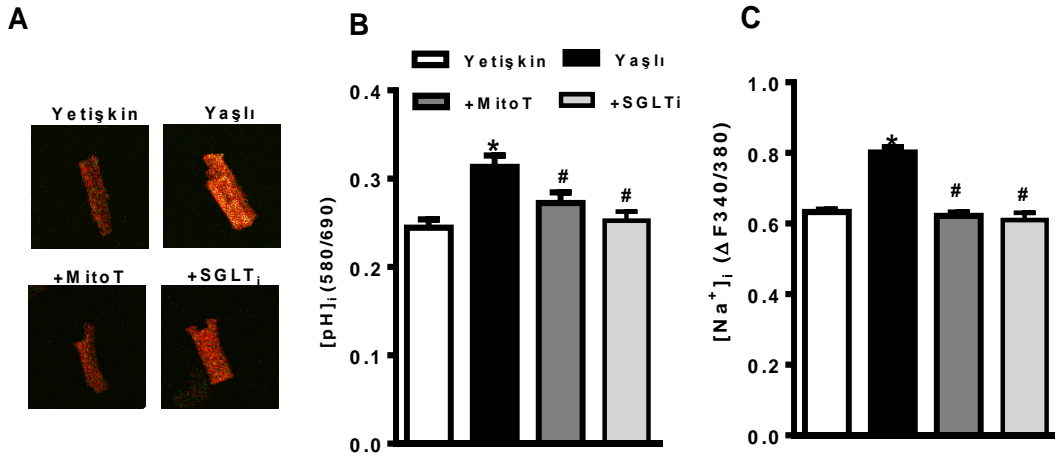 A
Yetişkin
Yaşlı
+MitoT
+SGLTi
B
Yetişkin
Yaşlı
+MitoT
+SGLTi
[pH]i (580/690)
0.4
0.3
0.2
0.1
0.0
*
#
#
C
[Na+]i (Δ F340/380)
1.0
0.8
0.6
0.4
0.2
0.0
*
#
#